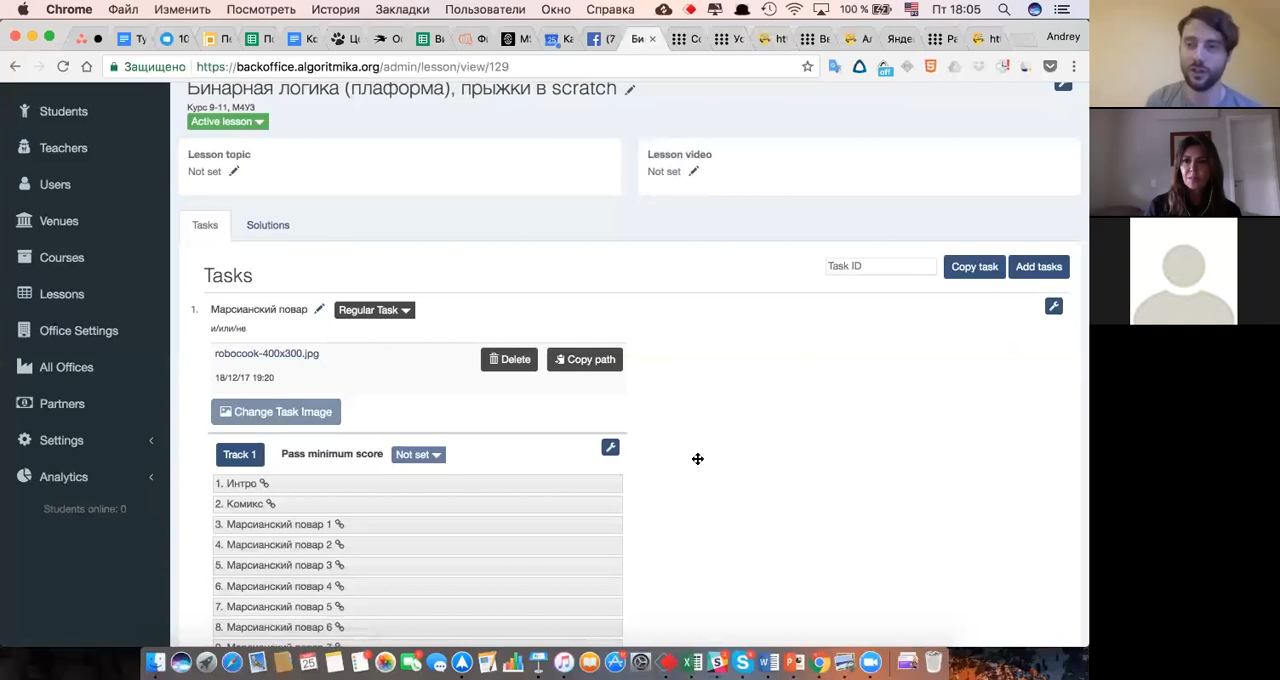 Chrome Файл Изменить Посмотреть История Закладки Пользователи Окно Справка 100 % Пт 18:05
Andrey
Защищено https://backoffice.algoritmika.org/admin/lesson/view/129
off
Бинарная логика (плаформа), прыжки в scratch
Курс 9-11, М4У3
Active lesson
Students
Teachers
Users
Venues
Courses
Lessons
Office Settings
All Offices
Partners
Settings
Analytics
Students online: 0
Lesson topic
Not set
Lesson video
Not set
Tasks Solutions
Tasks
Task ID Copy task Add tasks
1. Марсианский повар Regular Task
и/или/не
robocook-400x300.jpg Delete Copy path
18/12/17 19:20
Change Task Image
Track 1 Pass minimum score Not set
1. Интро
2. Комикс
3. Марсианский повар 1
4. Марсианский повар 2
5. Марсианский повар 3
6. Марсианский повар 4
7. Марсианский повар 5
8. Марсианский повар 6